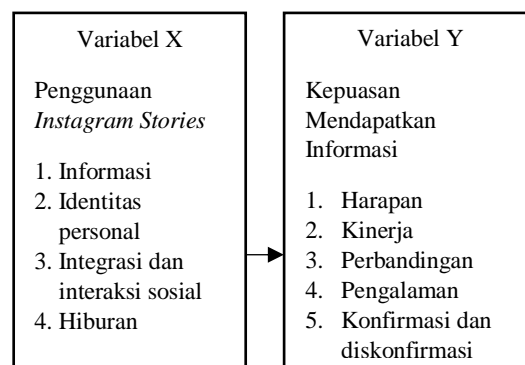 Variabel X
Penggunaan
Instagram Stories
1. Informasi
2. Identitas
personal
3. Integrasi dan
interaksi sosial
4. Hiburan
Variabel Y
Kepuasan
Mendapatkan
Informasi
1. Harapan
2. Kinerja
3. Perbandingan
4. Pengalaman
5. Konfirmasi dan
diskonfirmasi